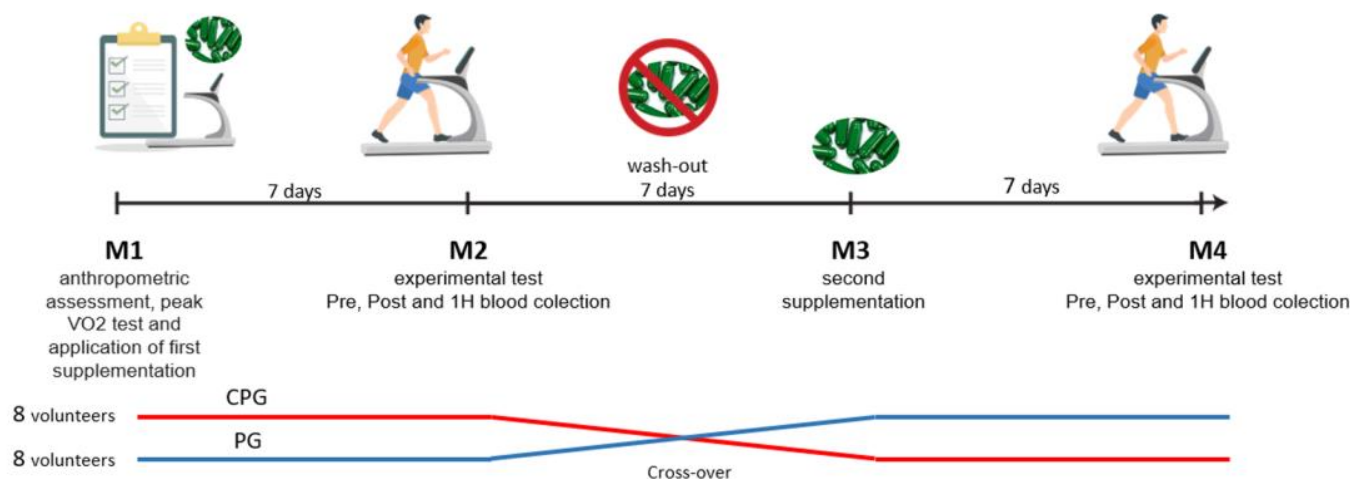 wash-out
7 days
7 days
7 days
M1
anthropometric
assessment, peak
VO2 test and
application of first
supplementation
M2
experimental test
Pre, Post and 1H blood colection
M3
second
supplementation
M4
experimental test
Pre, Post and 1H blood colection
8 volunteers
CPG
8 volunteers
PG
Cross-over